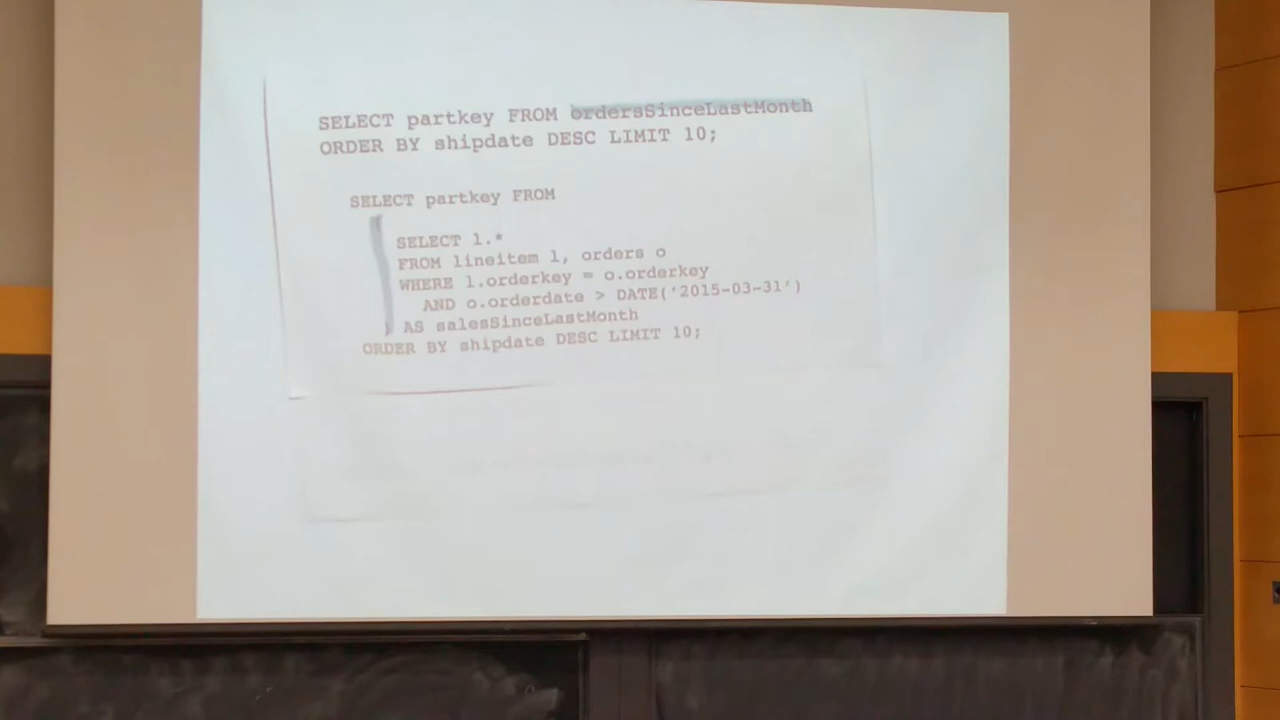 SELECT partkey FROM ordersSinceLastMonth
ORDER BY shipdate DESC LIMIT 10;
SELECT partkey FROM
SELECT l.*
FROM lineitem l, orders o
WHERE l.orderkey = o.orderkey
AND o.orderdate > DATE('2015-03-31')
) AS salesSinceLastMonth
ORDER BY shipdate DESC LIMIT 10;